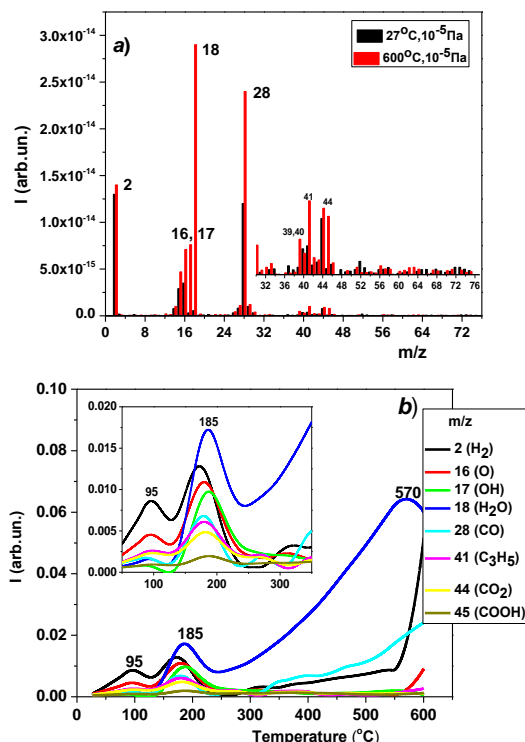 a)
27°C,10⁻⁵Па
600°C,10⁻⁵Па
I (arb.un.)
3.0x10⁻¹⁴
2.5x10⁻¹⁴
2.0x10⁻¹⁴
1.5x10⁻¹⁴
1.0x10⁻¹⁴
5.0x10⁻¹⁵
0.0
2
16, 17
18
28
39,40
41
44
32 36 40 44 48 52 56 60 64 68 72 76
0 8 16 24 32 40 48 56 64 72
m/z
b)
I (arb.un.)
0.10
0.08
0.06
0.04
0.02
0.00
0.020
0.015
0.010
0.005
0.000
95
185
100 200 300
95
185
570
m/z
2 (H₂)
16 (O)
17 (OH)
18 (H₂O)
28 (CO)
41 (C₃H₅)
44 (CO₂)
45 (COOH)
0 100 200 300 400 500 600
Temperature (°C)